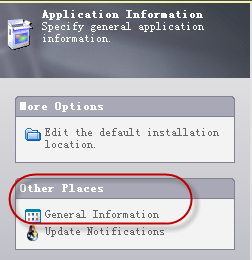 Application Information
Specify general application
information.
More Options
Edit the default installation
location.
Other Places
General Information
Update Notifications